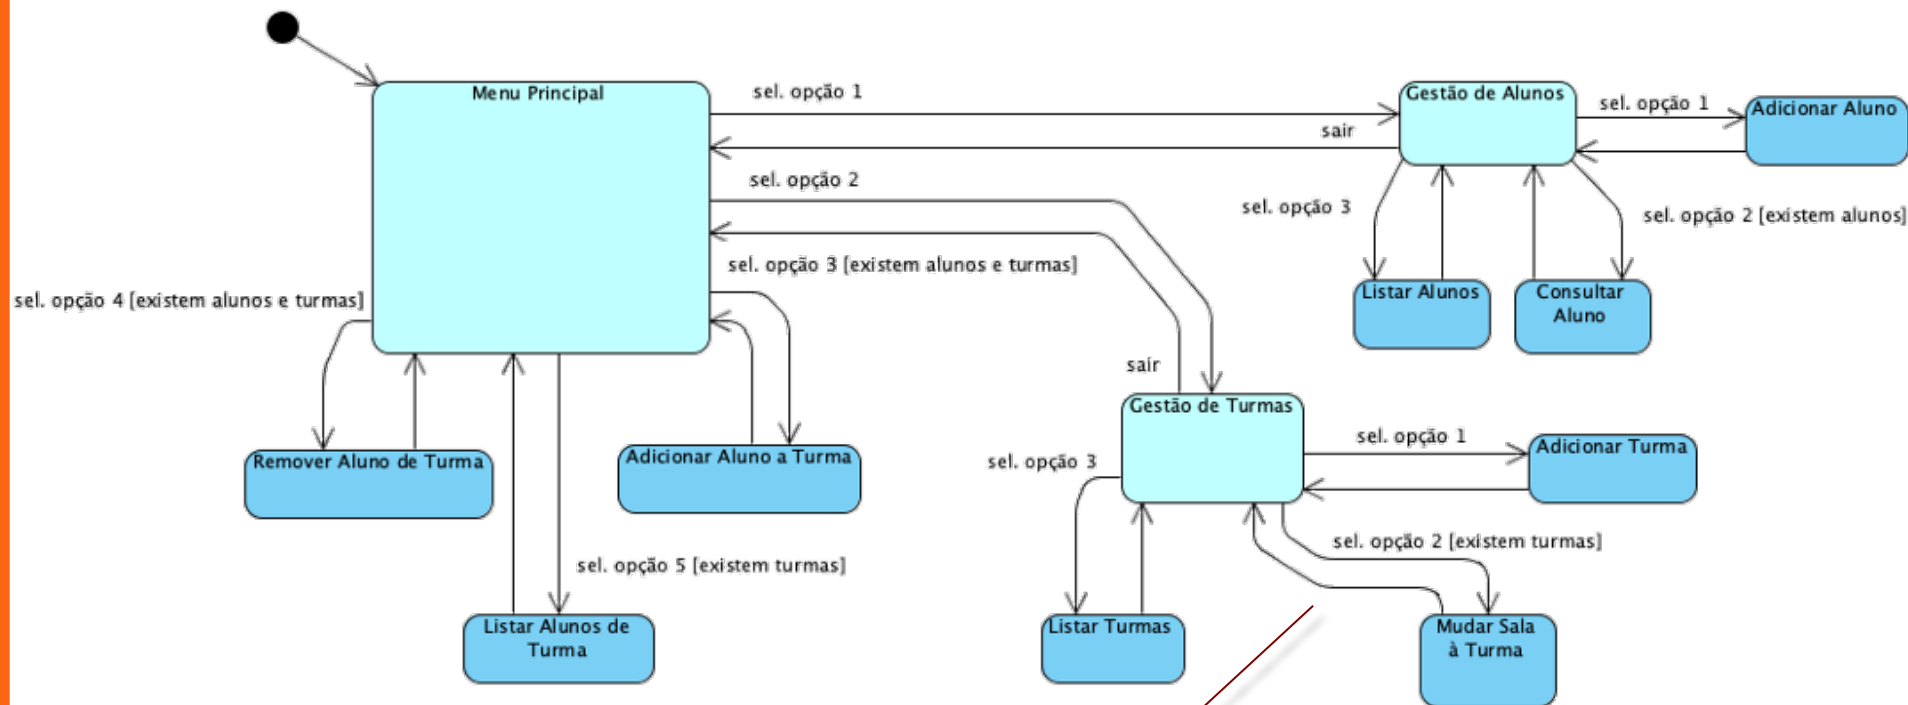 Menu Principal
sel. opção 1
sair
sel. opção 2
sel. opção 3 [existem alunos e turmas]
sel. opção 4 [existem alunos e turmas]
Gestão de Alunos
sel. opção 1
Adicionar Aluno
sel. opção 3
sel. opção 2 [existem alunos]
Listar Alunos
Consultar
Aluno
sair
Gestão de Turmas
sel. opção 1
Adicionar Turma
sel. opção 3
sel. opção 2 [existem turmas]
Remover Aluno de Turma
Adicionar Aluno a Turma
sel. opção 5 [existem turmas]
Listar Alunos de
Turma
Listar Turmas
Mudar Sala
à Turma